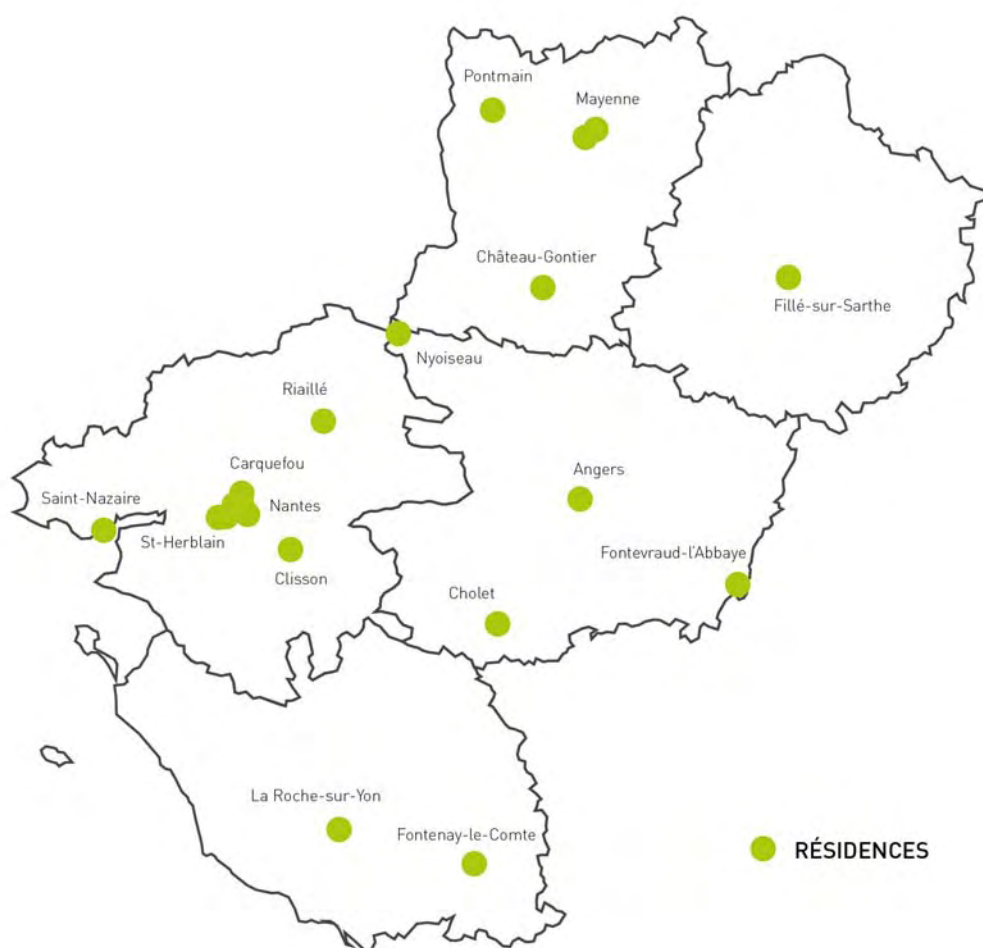 Pontmain
Mayenne
Château-Gontier
Fillé-sur-Sarthe
Nyoiseau
Riaillé
Carquefou
Angers
Saint-Nazaire
Nantes
St-Herblain
Fontevraud-l'Abbaye
Clisson
Cholet
La Roche-sur-Yon
Fontenay-le-Comte
RÉSIDENCES